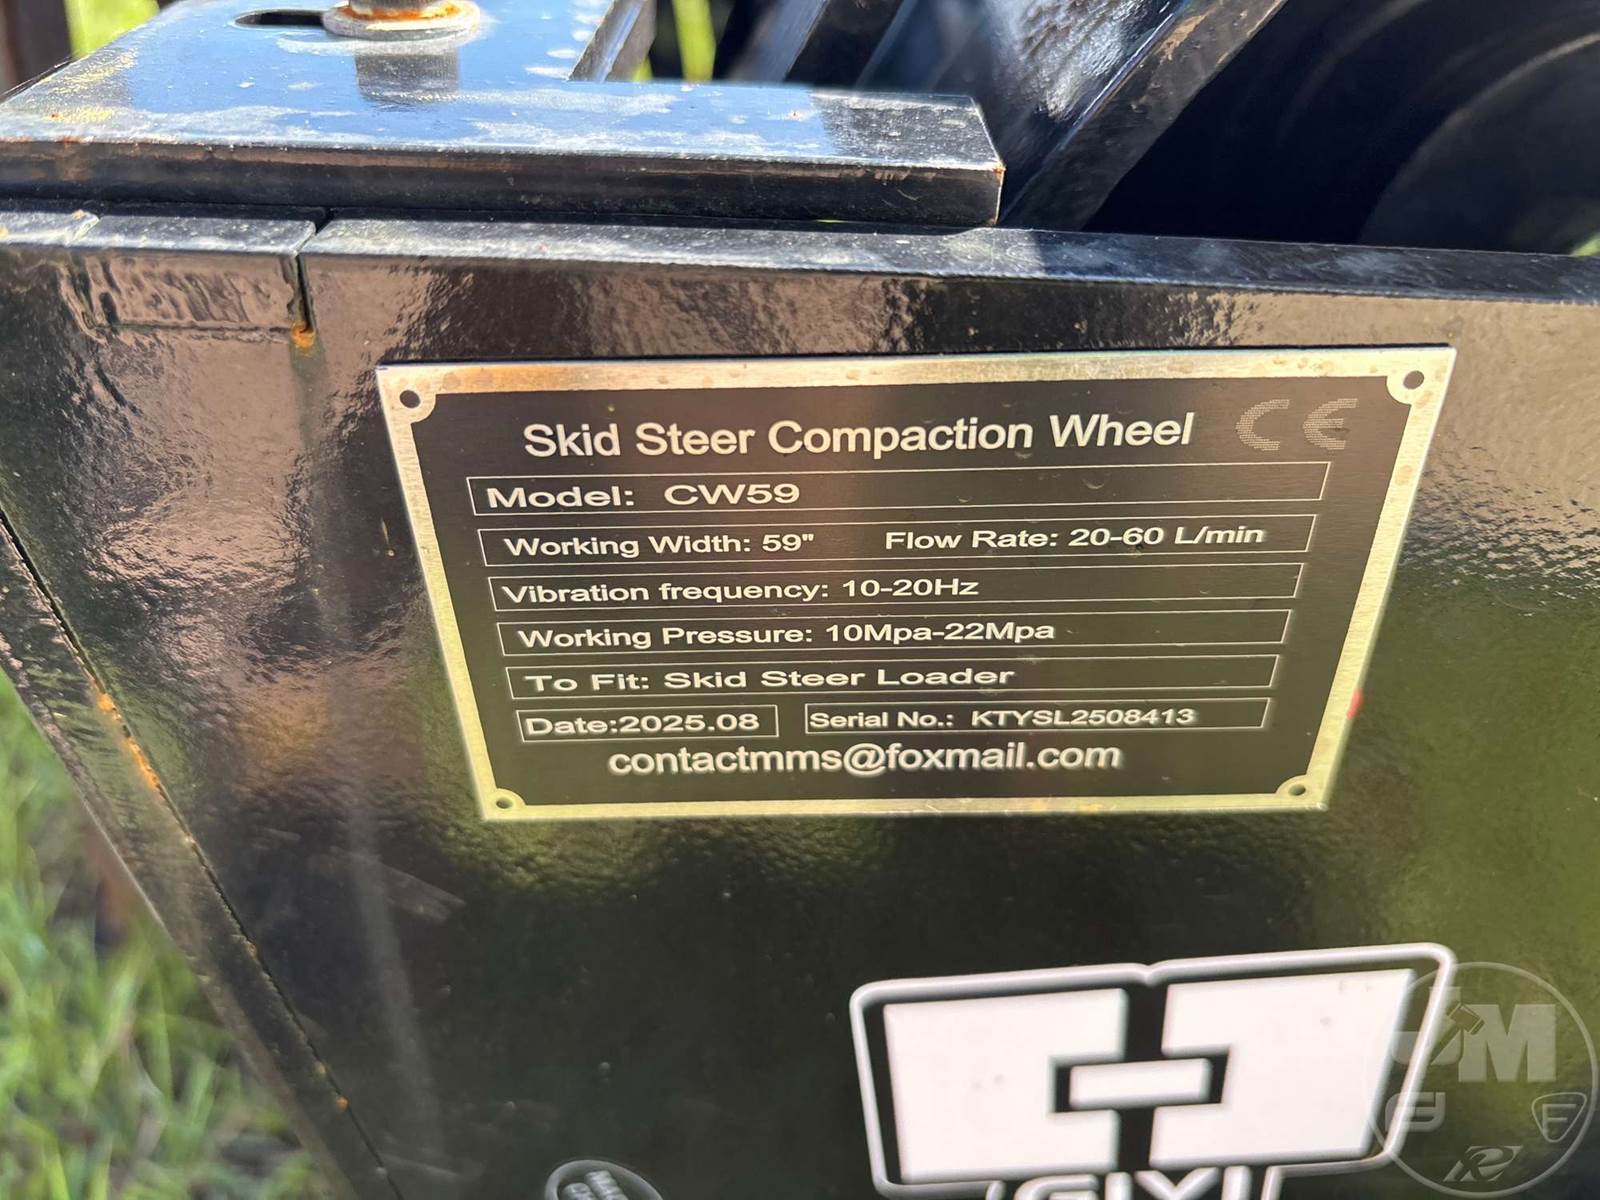 Skid Steer Compaction Wheel CE
Model: CW59
Working Width: 59" Flow Rate: 20-60 L/min
Vibration frequency: 10-20Hz
Working Pressure: 10Mpa-22Mpa
To Fit: Skid Steer Loader
Date:2025.08 Serial No.: KTYSL2508413
contactmms@foxmail.com
JM